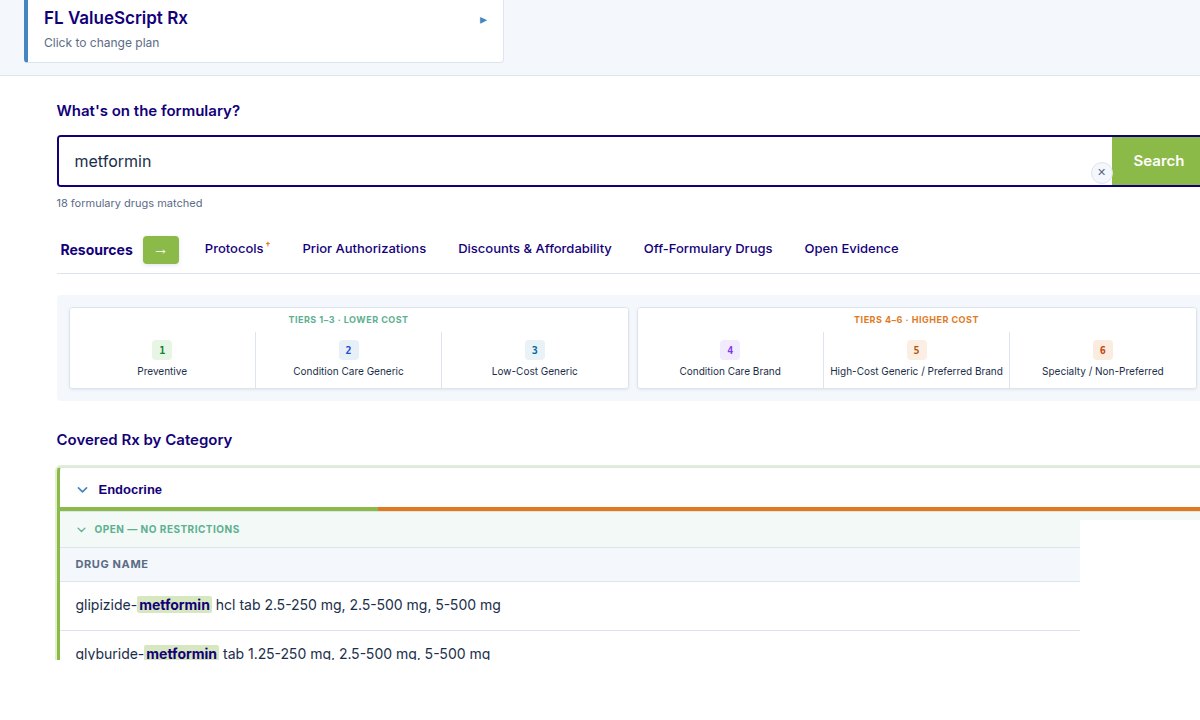 FL ValueScript Rx ▸
Click to change plan
What's on the formulary?
metformin
✕
Search
18 formulary drugs matched
Resources → Protocols + Prior Authorizations Discounts & Affordability Off-Formulary Drugs Open Evidence
TIERS 1–3 · LOWER COST
1 2 3
Preventive Condition Care Generic Low-Cost Generic
TIERS 4–6 · HIGHER COST
4 5 6
Condition Care Brand High-Cost Generic / Preferred Brand Specialty / Non-Preferred
Covered Rx by Category
Endocrine
OPEN — NO RESTRICTIONS
DRUG NAME
glipizide-metformin hcl tab 2.5-250 mg, 2.5-500 mg, 5-500 mg
glyburide-metformin tab 1.25-250 mg, 2.5-500 mg, 5-500 mg